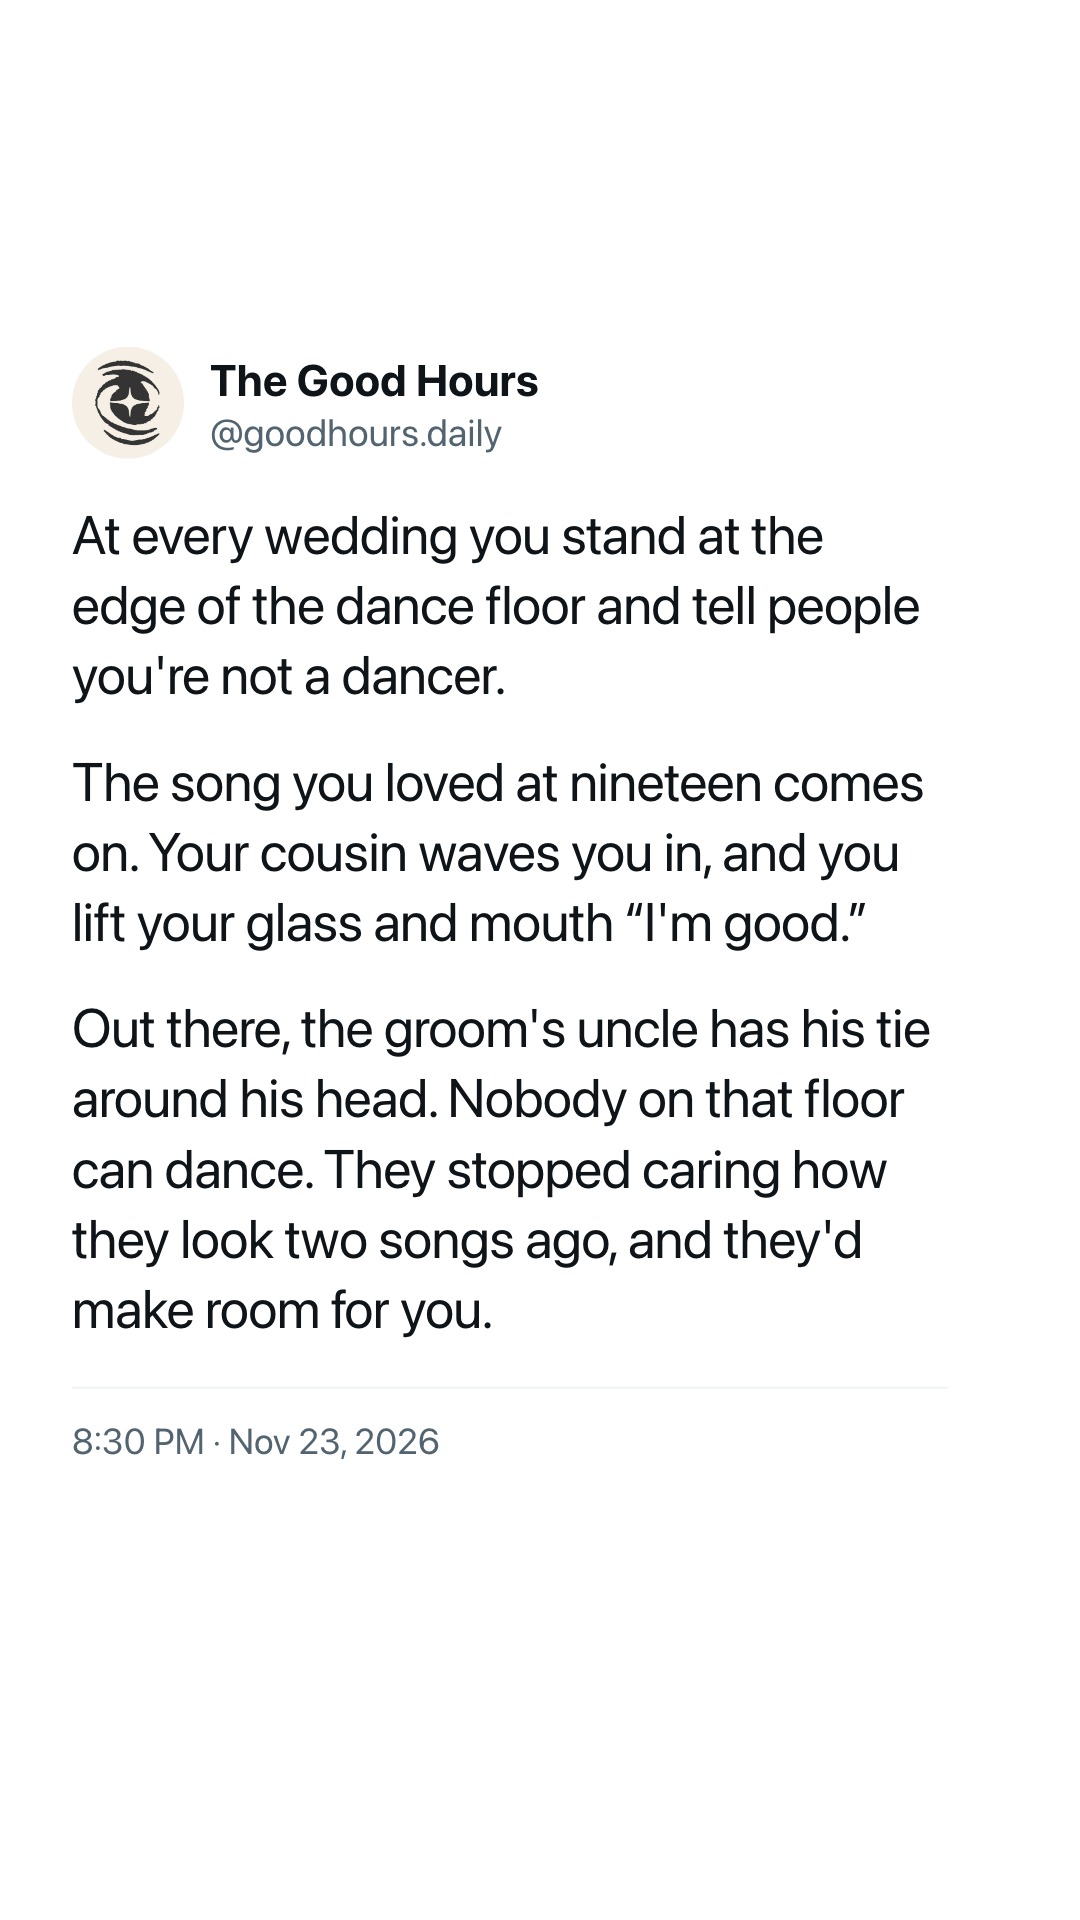 The Good Hours
@goodhours.daily
At every wedding you stand at the
edge of the dance floor and tell people
you're not a dancer.
The song you loved at nineteen comes
on. Your cousin waves you in, and you
lift your glass and mouth “I'm good.”
Out there, the groom's uncle has his tie
around his head. Nobody on that floor
can dance. They stopped caring how
they look two songs ago, and they'd
make room for you.
8:30 PM · Nov 23, 2026